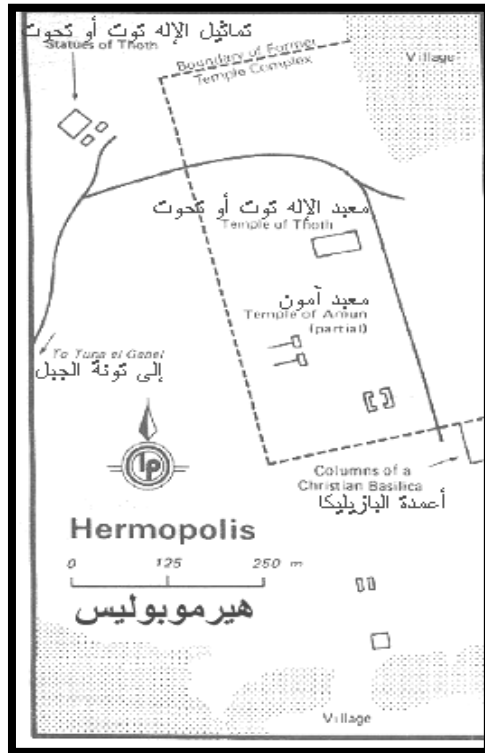 تماثيل الإله توت أو تحوت
Statues of Thoth
Boundary of Former
Temple Complex
Village
معبد الإله توت أو تحوت
Temple of Thoth
معبد آمون
Temple of Amun
(partial)
To Tuna el Gebel
إلى تونة الجبل
Columns of a
Christian Basilica
أعمدة البازيليكا
lp
Hermopolis
0 125 250 m
هيرموبوليس
Village